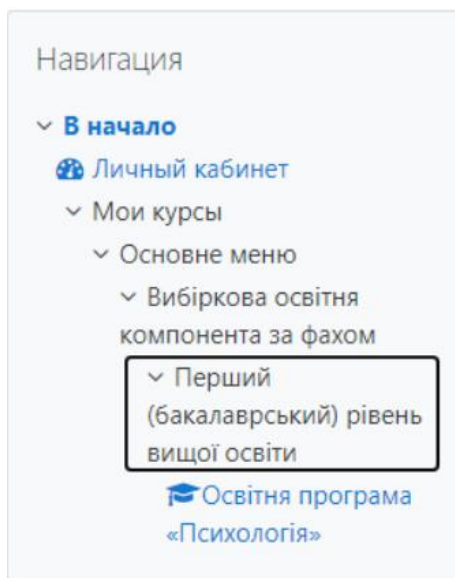 Навигация
В начало
Личный кабинет
Мои курсы
Основне меню
Вибіркова освітня
компонента за фахом
Перший
(бакалаврський) рівень
вищої освіти
Освітня програма
«Психологія»